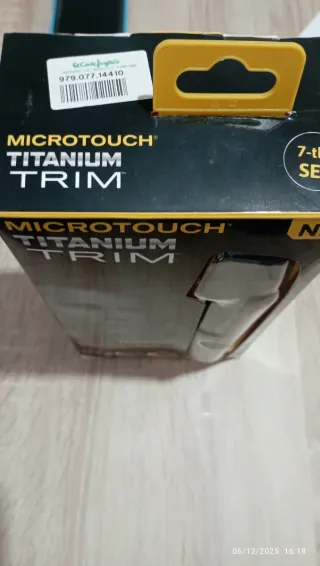 El Corte Inglés
979.077.14410
MICROTOUCH®
TITANIUM
TRIM
7-
SE
MICROTOUCH®
TITANIUM
TRIM
N
06/12/2025 16:18